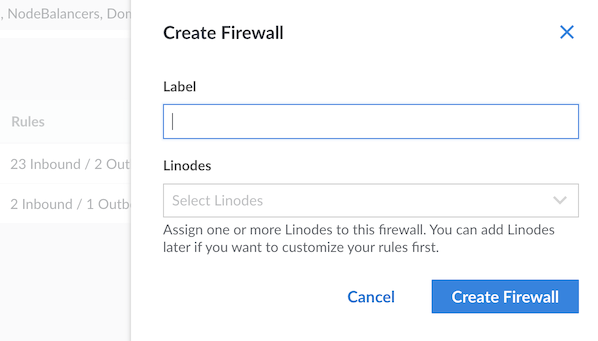 , NodeBalancers, Dom
Create Firewall
Label
Rules
Linodes
23 Inbound / 2 Out
Select Linodes
2 Inbound / 1 Outb
Assign one or more Linodes to this firewall. You can add Linodes
later if you want to customize your rules first.
Cancel
Create Firewall